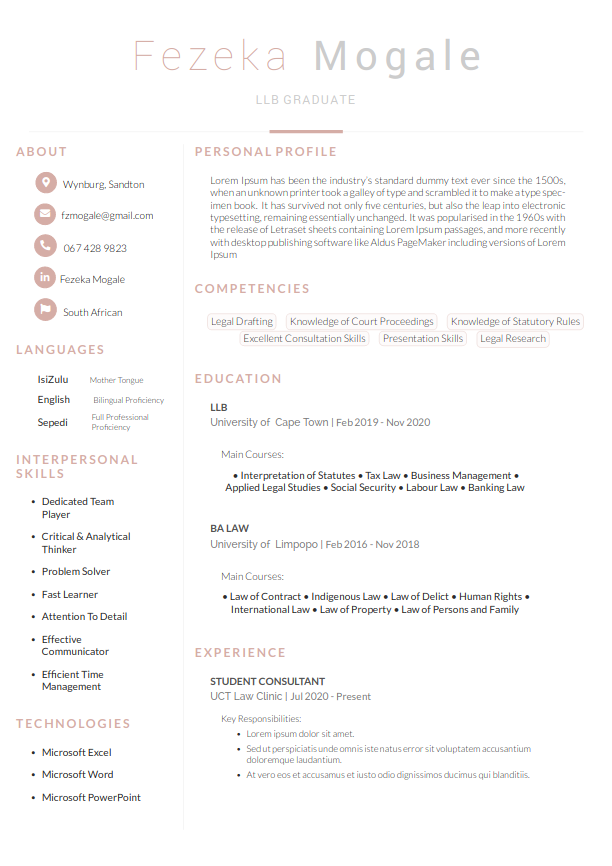 Fezeka Mogale
LLB GRADUATE
ABOUT
Wynburg, Sandton
fzmogale@gmail.com
067 428 9823
Fezeka Mogale
South African
LANGUAGES
IsiZulu Mother Tongue
English Bilingual Proficiency
Sepedi Full Professional
Proficiency
INTERPERSONAL
SKILLS
• Dedicated Team
Player
• Critical & Analytical
Thinker
• Problem Solver
• Fast Learner
• Attention To Detail
• Effective
Communicator
• Efficient Time
Management
TECHNOLOGIES
• Microsoft Excel
• Microsoft Word
• Microsoft PowerPoint
PERSONAL PROFILE
Lorem Ipsum has been the industry's standard dummy text ever since the 1500s,
when an unknown printer took a galley of type and scrambled it to make a type spec-
imen book. It has survived not only five centuries, but also the leap into electronic
typesetting, remaining essentially unchanged. It was popularised in the 1960s with
the release of Letraset sheets containing Lorem Ipsum passages, and more recently
with desktop publishing software like Aldus PageMaker including versions of Lorem
Ipsum
COMPETENCIES
Legal Drafting Knowledge of Court Proceedings Knowledge of Statutory Rules
Excellent Consultation Skills Presentation Skills Legal Research
EDUCATION
LLB
University of Cape Town | Feb 2019 - Nov 2020
Main Courses:
• Interpretation of Statutes • Tax Law • Business Management •
Applied Legal Studies • Social Security • Labour Law • Banking Law
BA LAW
University of Limpopo | Feb 2016 - Nov 2018
Main Courses:
• Law of Contract • Indigenous Law • Law of Delict • Human Rights •
International Law • Law of Property • Law of Persons and Family
EXPERIENCE
STUDENT CONSULTANT
UCT Law Clinic | Jul 2020 - Present
Key Responsibilities:
• Lorem ipsum dolor sit amet.
• Sed ut perspiciatis unde omnis iste natus error sit voluptatem accusantium
doloremque laudantium.
• At vero eos et accusamus et iusto odio dignissimos ducimus qui blanditiis.